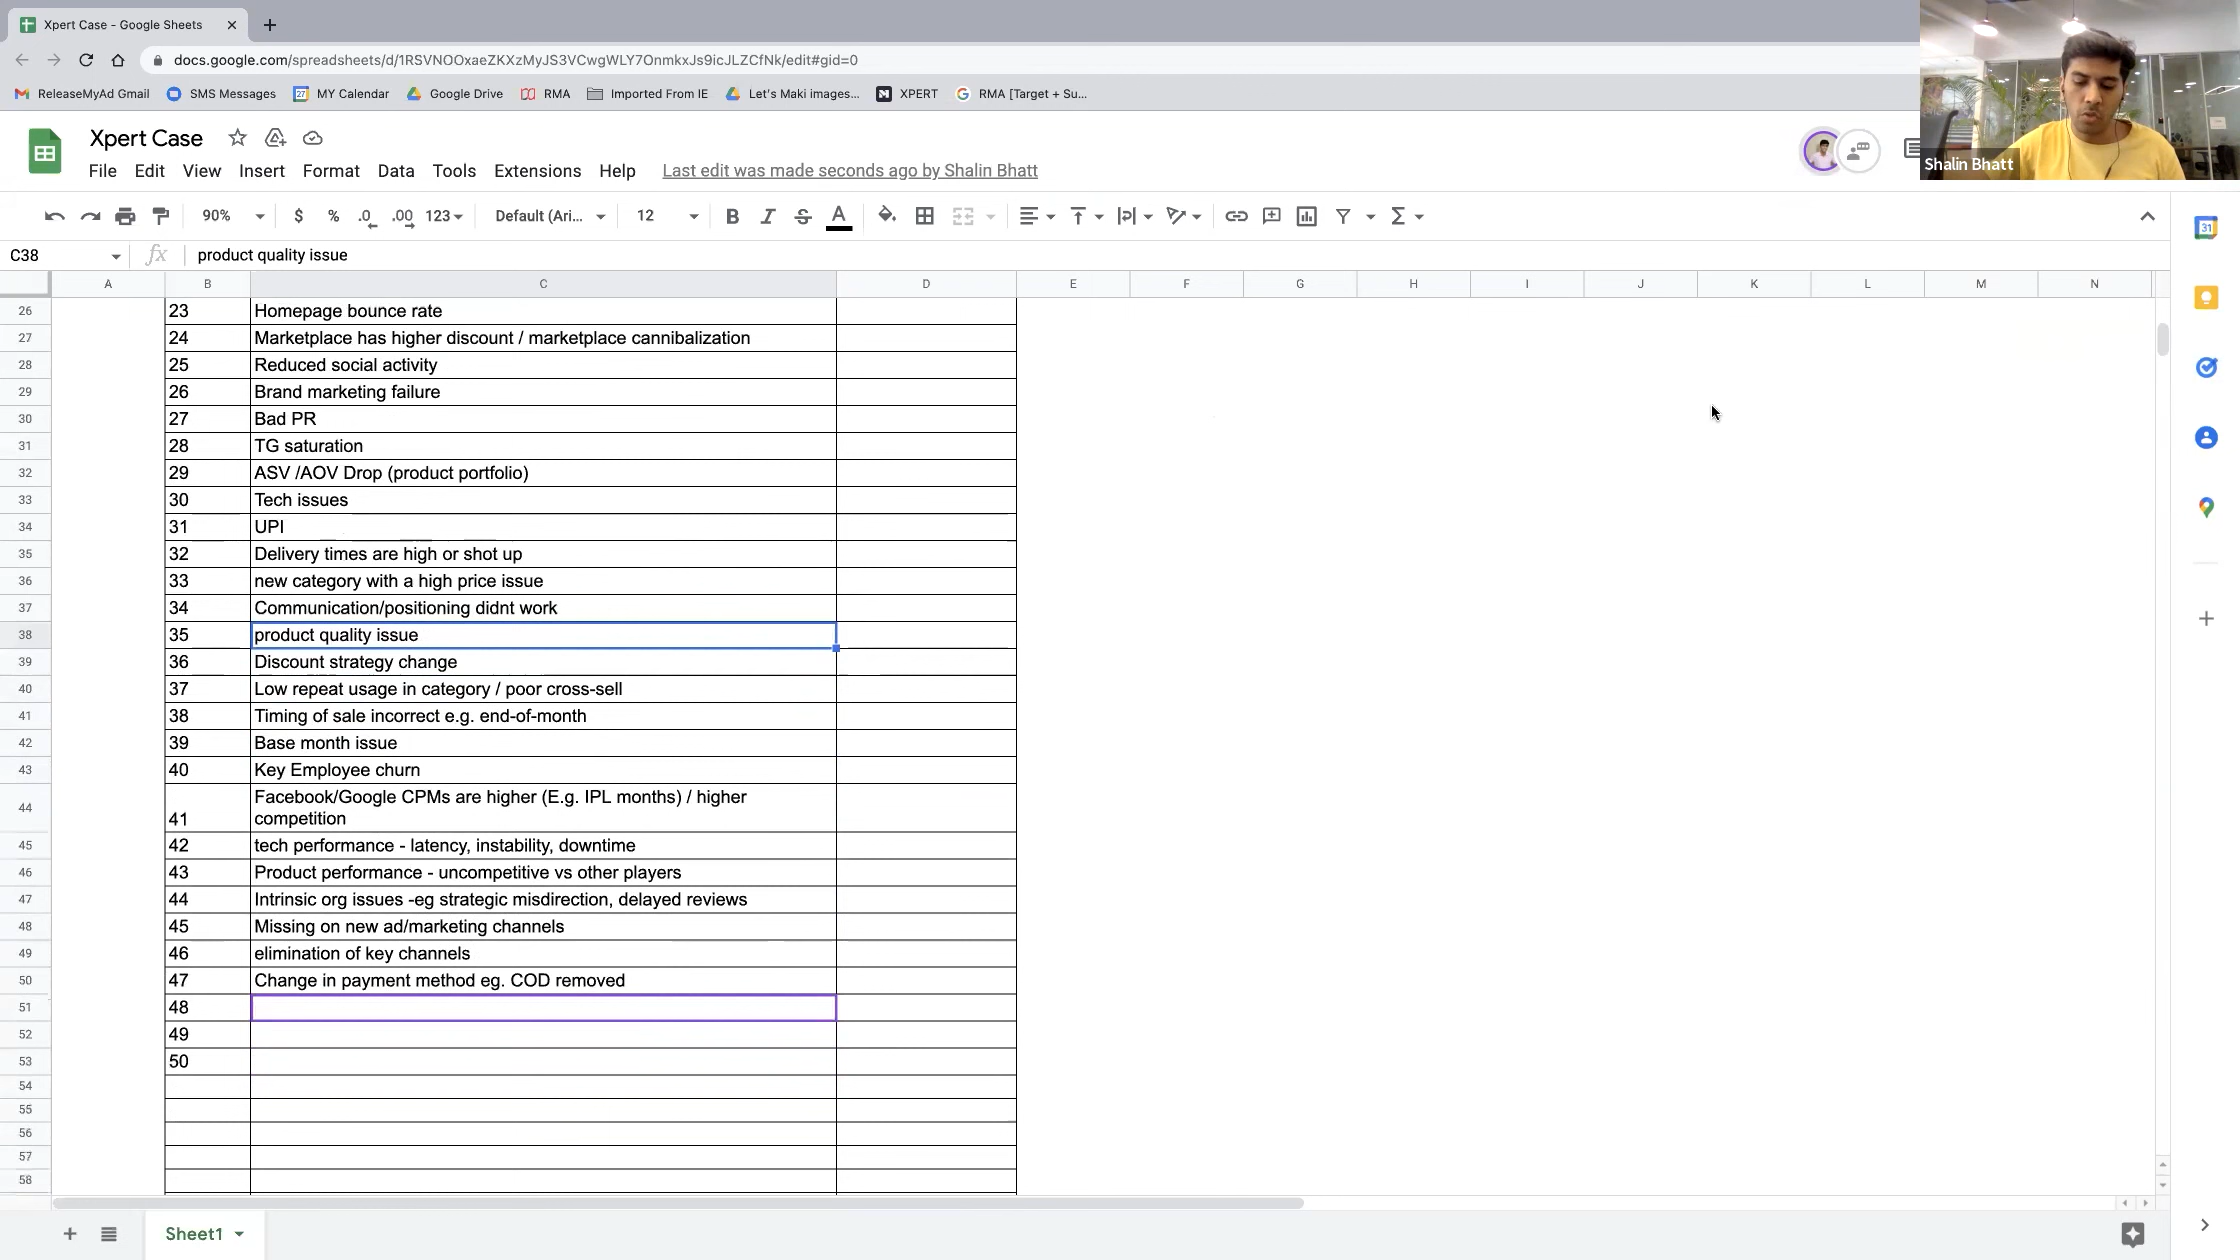 Xpert Case - Google Sheets
docs.google.com/spreadsheets/d/1RSVNOOxaeZKXzMyJS3VCwgWLY7OnmkxJs9icJLZCfNk/edit#gid=0
ReleaseMyAd Gmail SMS Messages 27 MY Calendar Google Drive RMA Imported From IE Let's Maki images... XPERT RMA [Target + Su...
Xpert Case
Shalin Bhatt
File Edit View Insert Format Data Tools Extensions Help Last edit was made seconds ago by Shalin Bhatt
90% $ % .0 .00 123 Default (Ari... 12 B I S A Σ
31
C38 fx product quality issue
A B C D E F G H I J K L M N
26 23 Homepage bounce rate
27 24 Marketplace has higher discount / marketplace cannibalization
28 25 Reduced social activity
29 26 Brand marketing failure
30 27 Bad PR
31 28 TG saturation
32 29 ASV /AOV Drop (product portfolio)
33 30 Tech issues
34 31 UPI
35 32 Delivery times are high or shot up
36 33 new category with a high price issue
37 34 Communication/positioning didnt work
38 35 product quality issue
39 36 Discount strategy change
40 37 Low repeat usage in category / poor cross-sell
41 38 Timing of sale incorrect e.g. end-of-month
42 39 Base month issue
43 40 Key Employee churn
44 41 Facebook/Google CPMs are higher (E.g. IPL months) / higher
competition
45 42 tech performance - latency, instability, downtime
46 43 Product performance - uncompetitive vs other players
47 44 Intrinsic org issues -eg strategic misdirection, delayed reviews
48 45 Missing on new ad/marketing channels
49 46 elimination of key channels
50 47 Change in payment method eg. COD removed
51 48
52 49
53 50
54
55
56
57
58
Sheet1